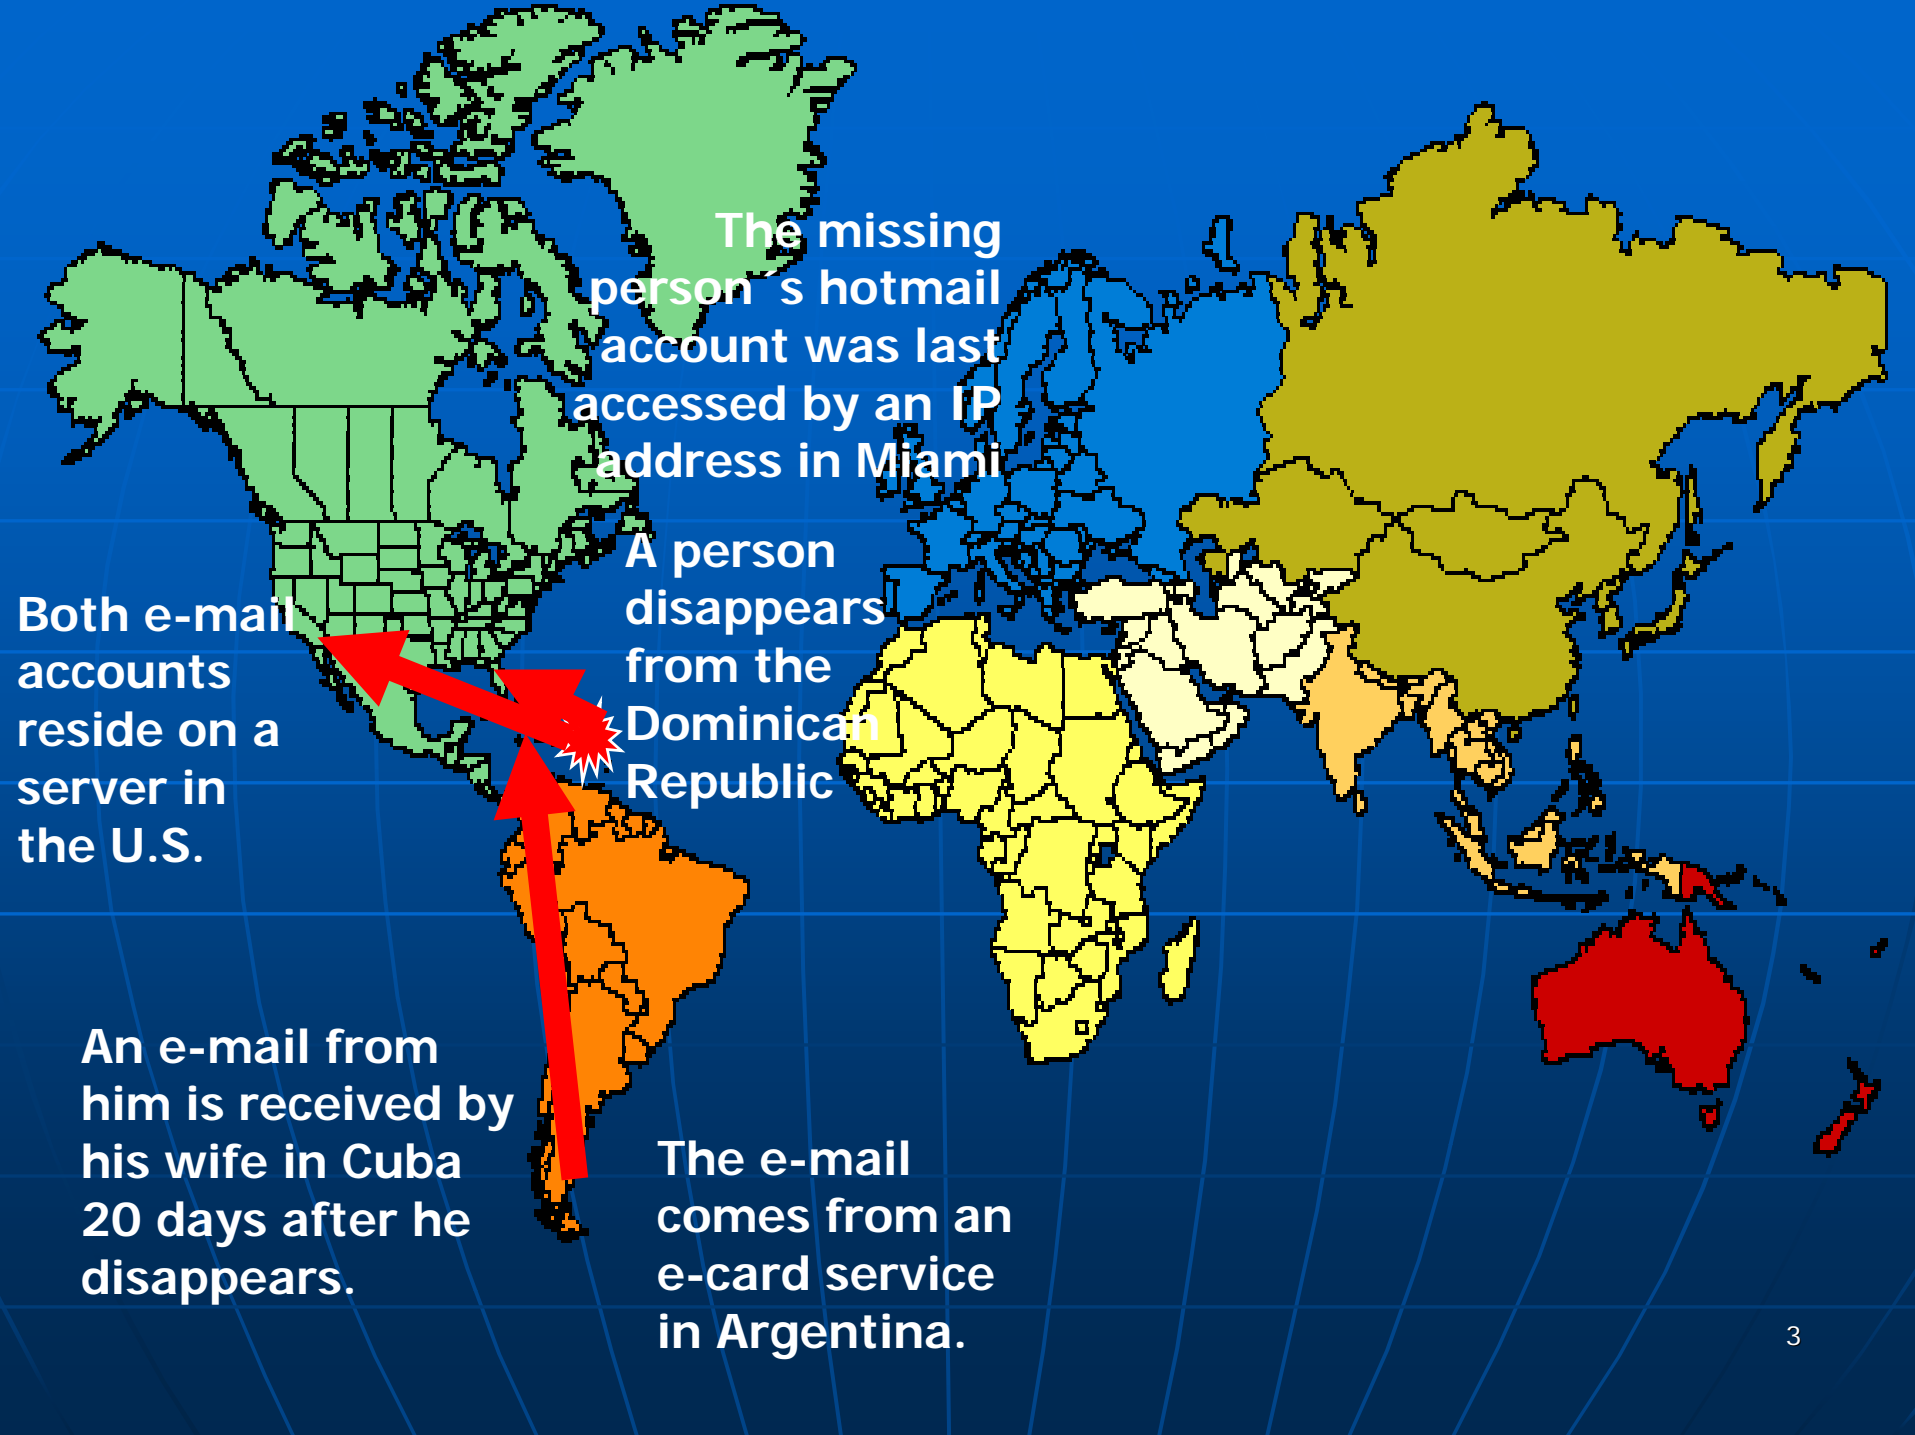 The missing
person´s hotmail
account was last
accessed by an IP
address in Miami
A person
disappears
from the
Dominican
Republic
Both e-mail
accounts
reside on a
server in
the U.S.
An e-mail from
him is received by
his wife in Cuba
20 days after he
disappears.
The e-mail
comes from an
e-card service
in Argentina.
3